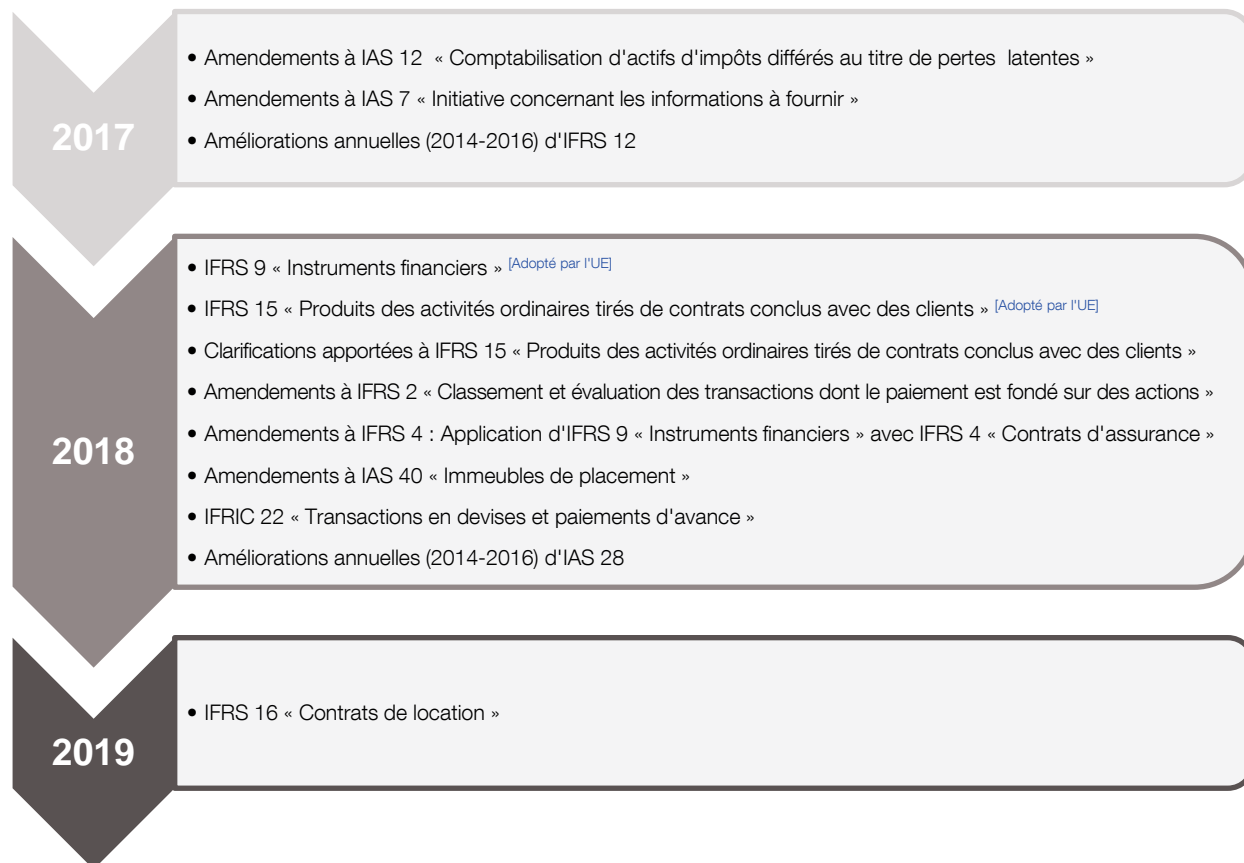 2017
• Amendements à IAS 12  « Comptabilisation d'actifs d'impôts différés au titre de pertes  latentes »
• Amendements à IAS 7 « Initiative concernant les informations à fournir »
• Améliorations annuelles (2014-2016) d'IFRS 12
2018
• IFRS 9 « Instruments financiers » [Adopté par l'UE]
• IFRS 15 « Produits des activités ordinaires tirés de contrats conclus avec des clients » [Adopté par l'UE]
• Clarifications apportées à IFRS 15 « Produits des activités ordinaires tirés de contrats conclus avec des clients »
• Amendements à IFRS 2 « Classement et évaluation des transactions dont le paiement est fondé sur des actions »
• Amendements à IFRS 4 : Application d'IFRS 9 « Instruments financiers » avec IFRS 4 « Contrats d'assurance »
• Amendements à IAS 40 « Immeubles de placement »
• IFRIC 22 « Transactions en devises et paiements d'avance »
• Améliorations annuelles (2014-2016) d'IAS 28
2019
• IFRS 16 « Contrats de location »